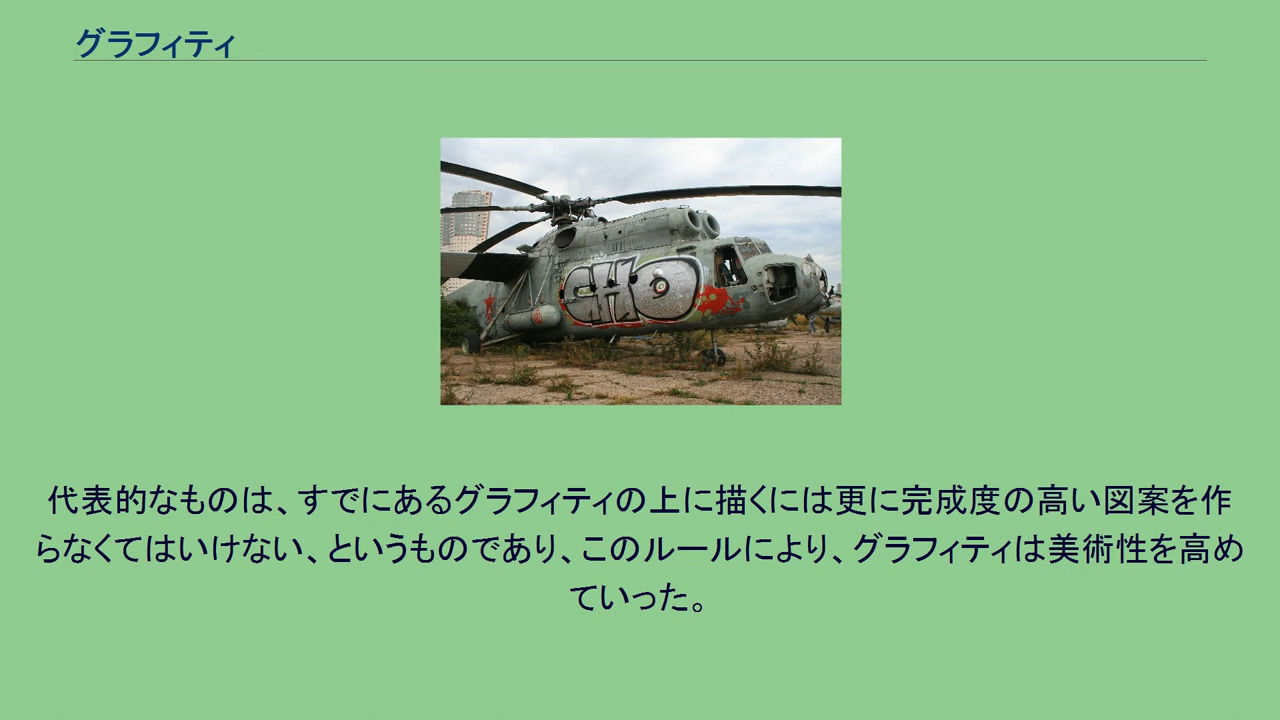 グラフィティ
代表的なものは、すでにあるグラフィティの上に描くには更に完成度の高い図案を作
らなくてはいけない、というものであり、このルールにより、グラフィティは美術性を高め
ていった。